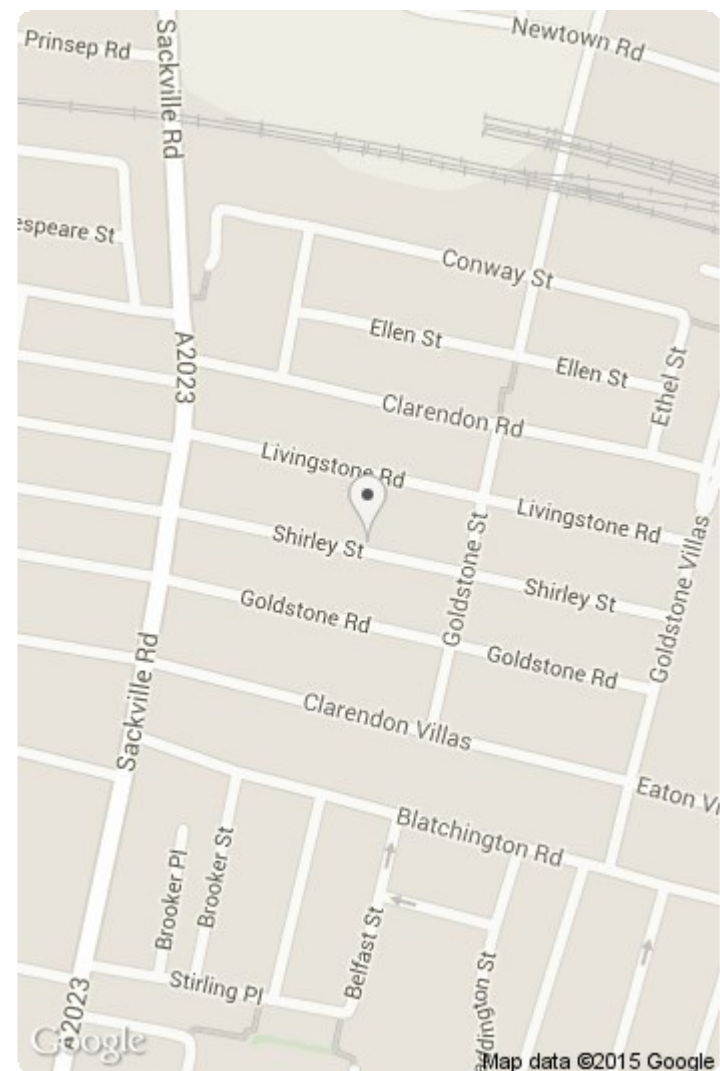 Newtown Rd
Prinsep Rd
Sackville Rd
espeare St
Conway St
Ellen St
Ellen St
Ethel St
A2023
Clarendon Rd
Livingstone Rd
Livingstone Rd
Goldstone St
Goldstone Villas
Shirley St
Shirley St
Goldstone Rd
Goldstone Rd
Sackville Rd
Clarendon Villas
Eaton Vi
Blatchington Rd
Brooker Pl
Brooker St
Belfast St
Stirling Pl
A2023
Google
Map data ©2015 Google